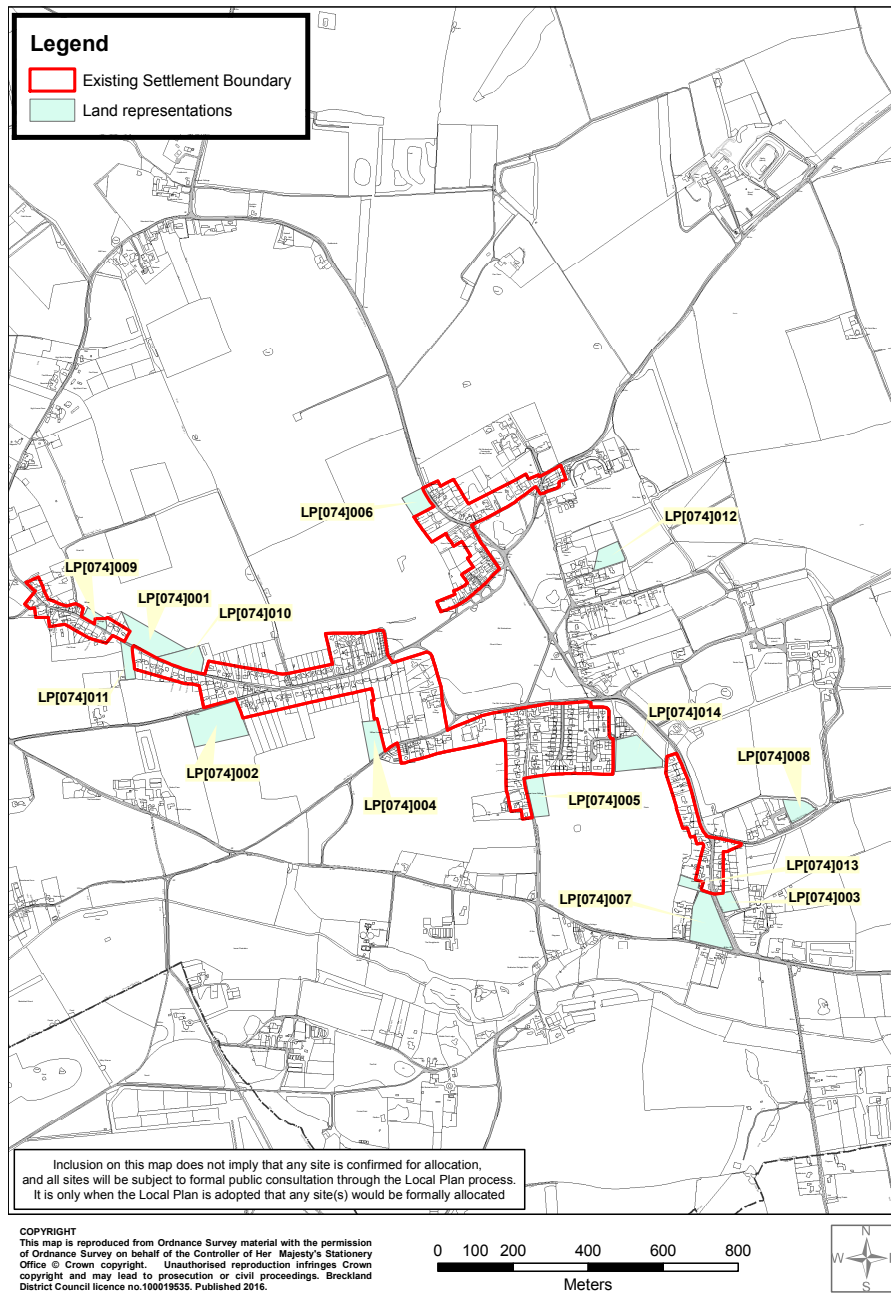 Legend
Existing Settlement Boundary
Land representations
LP[074]006
LP[074]012
LP[074]009
LP[074]001
LP[074]010
LP[074]011
LP[074]014
LP[074]008
LP[074]002
LP[074]004
LP[074]005
LP[074]013
LP[074]007
LP[074]003
Inclusion on this map does not imply that any site is confirmed for allocation,
and all sites will be subject to formal public consultation through the Local Plan process.
It is only when the Local Plan is adopted that any site(s) would be formally allocated
COPYRIGHT
This map is reproduced from Ordnance Survey material with the permission
of Ordnance Survey on behalf of the Controller of Her Majesty's Stationery
Office © Crown copyright. Unauthorised reproduction infringes Crown
copyright and may lead to prosecution or civil proceedings. Breckland
District Council licence no.100019535. Published 2016.
0 100 200 400 600 800
Meters
N
W
S